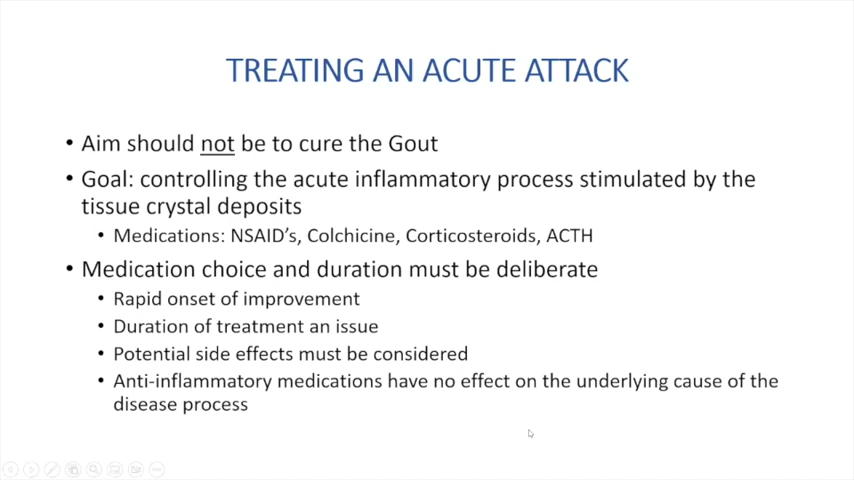 TREATING AN ACUTE ATTACK
• Aim should not be to cure the Gout
• Goal: controlling the acute inflammatory process stimulated by the
tissue crystal deposits
• Medications: NSAID's, Colchicine, Corticosteroids, ACTH
• Medication choice and duration must be deliberate
• Rapid onset of improvement
• Duration of treatment an issue
• Potential side effects must be considered
• Anti-inflammatory medications have no effect on the underlying cause of the
disease process